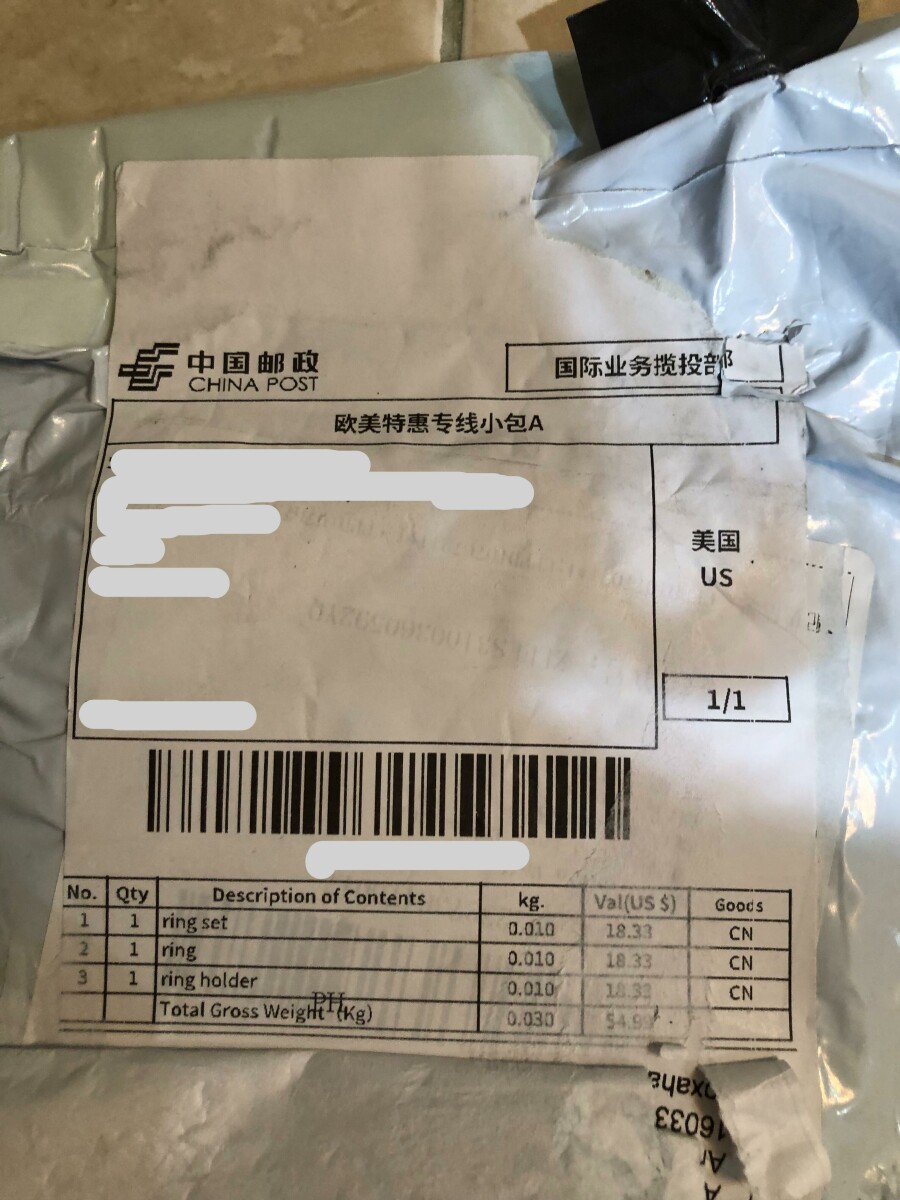 中国邮政
CHINA POST
国际业务揽投部
欧美特惠专线小包A
美国
US
1/1
No. Qty Description of Contents kg. Val(US $) Goods
1 1 ring set 0.010 18.33 CN
2 1 ring 0.010 18.33 CN
3 1 ring holder 0.010 18.33 CN
PH
Total Gross Weight (Kg) 0.030 54.99
16033